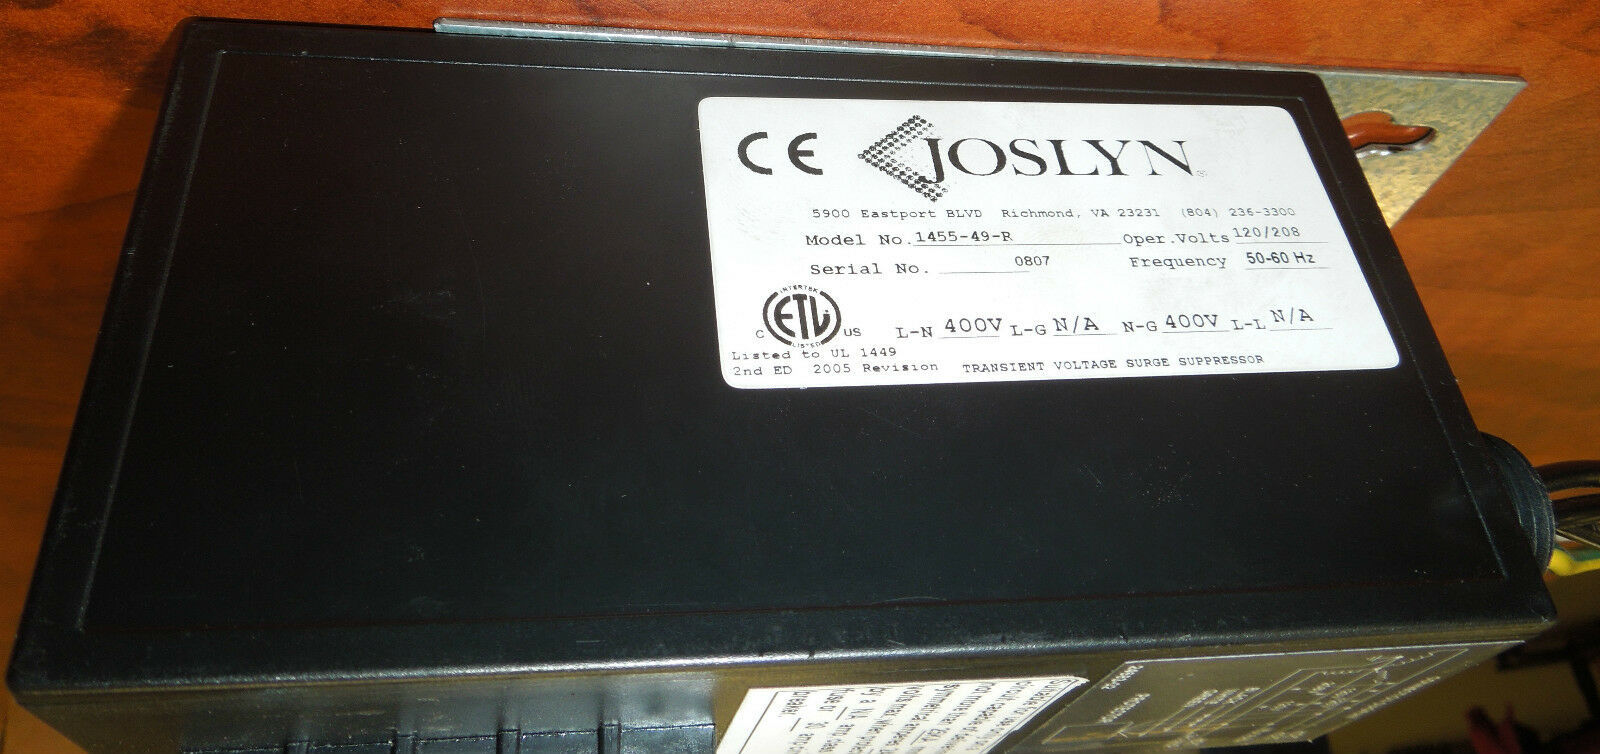 CE JOSLYN
5900 Eastport BLVD Richmond, VA 23231 (804) 236-3300
Model No. 1455-49-R Oper.Volts 120/208
Serial No. 0807 Frequency 50-60 Hz
INTERTEK
C ETL US
LISTED
L-N 400V L-G N/A N-G 400V L-L N/A
Listed to UL 1449
2nd ED 2005 Revision TRANSIENT VOLTAGE SURGE SUPPRESSOR